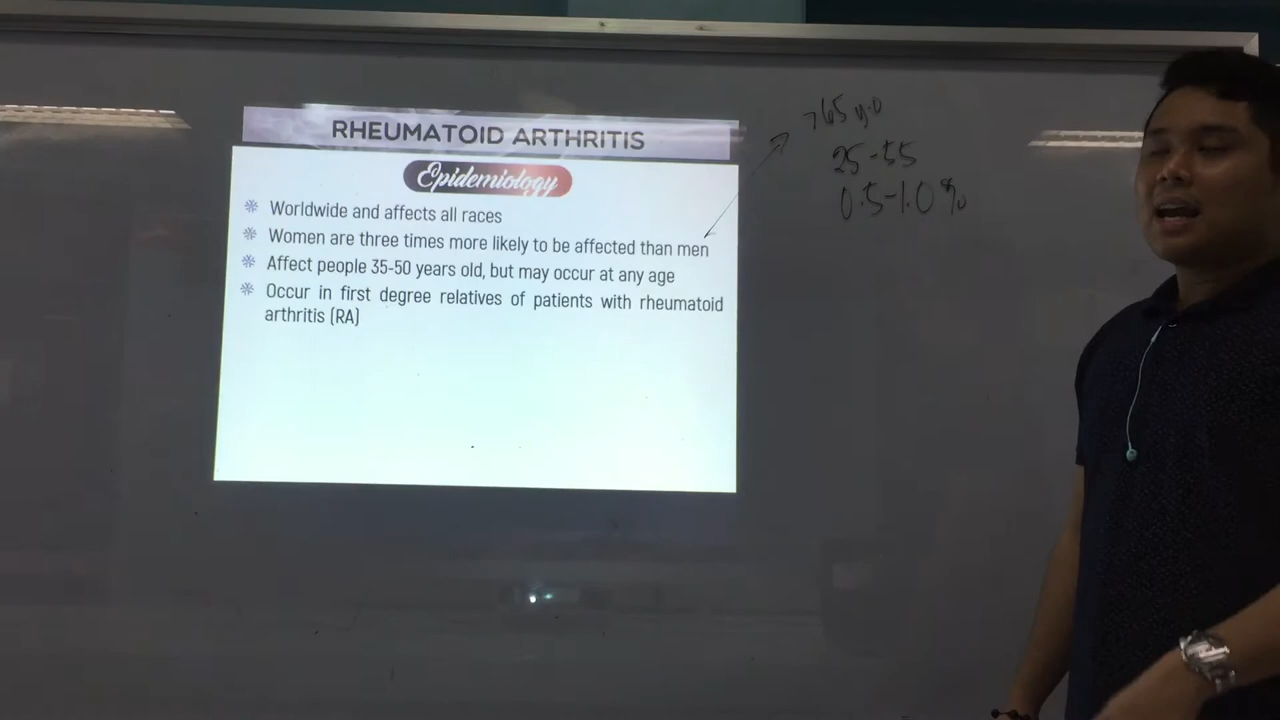 RHEUMATOID ARTHRITIS
Epidemiology
Worldwide and affects all races
Women are three times more likely to be affected than men
Affect people 35-50 years old, but may occur at any age
Occur in first degree relatives of patients with rheumatoid
arthritis (RA)
>65 y.o
25-55
0.5-1.0%